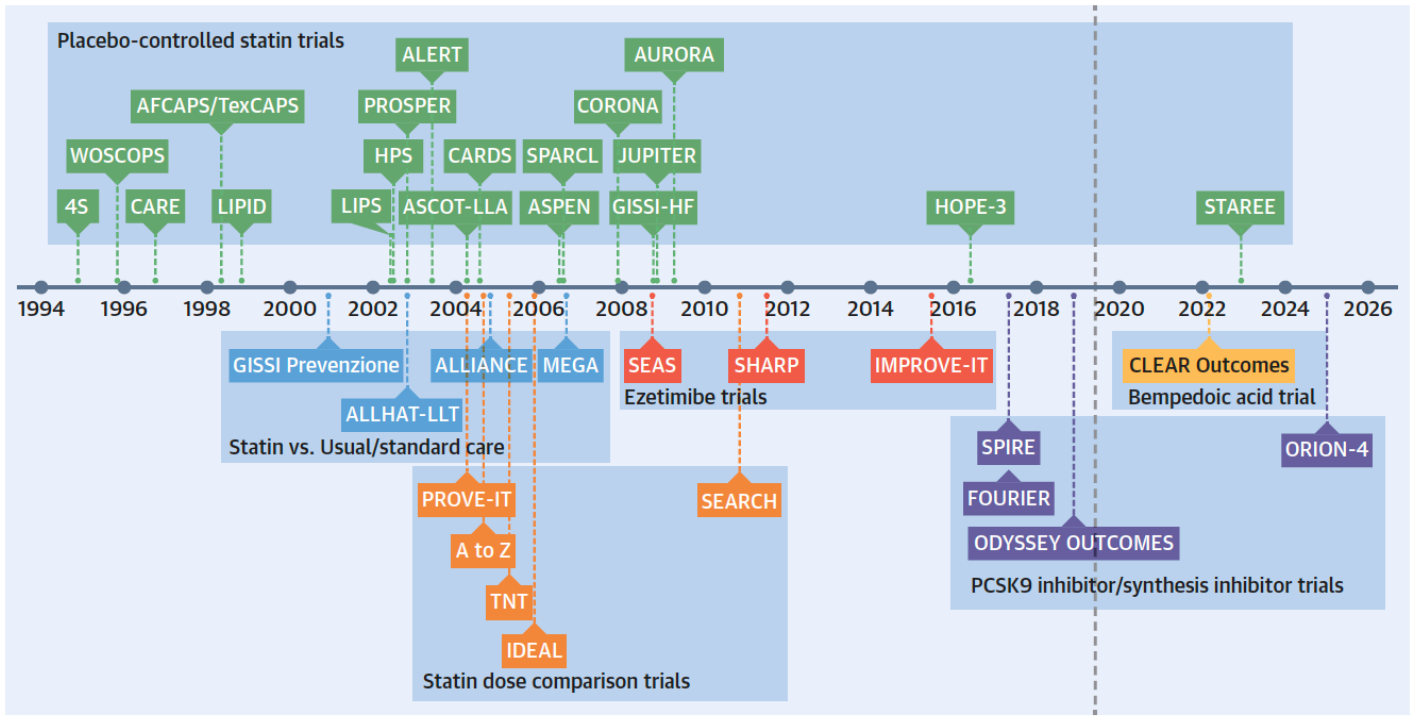 Placebo-controlled statin trials
ALERT
AURORA
AFCAPS/TexCAPS
PROSPER
CORONA
WOSCOPS
HPS
CARDS
SPARCL
JUPITER
4S
CARE
LIPID
LIPS
ASCOT-LLA
ASPEN
GISSI-HF
HOPE-3
STAREE
1994 1996 1998 2000 2002 2004 2006 2008 2010 2012 2014 2016 2018 2020 2022 2024 2026
GISSI Prevenzione
ALLIANCE
MEGA
ALLHAT-LLT
Statin vs. Usual/standard care
SEAS
SHARP
IMPROVE-IT
Ezetimibe trials
CLEAR Outcomes
Bempedoic acid trial
SPIRE
ORION-4
FOURIER
ODYSSEY OUTCOMES
PCSK9 inhibitor/synthesis inhibitor trials
PROVE-IT
SEARCH
A to Z
TNT
IDEAL
Statin dose comparison trials